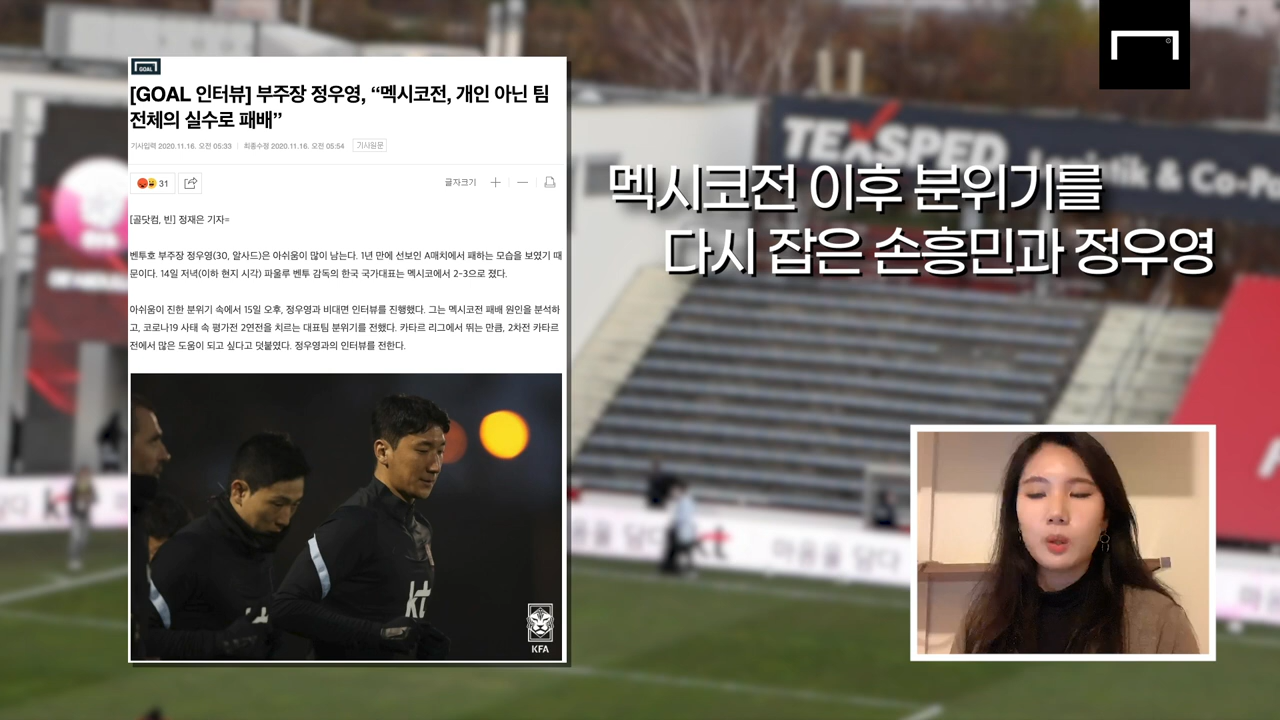 GOAL
[GOAL 인터뷰] 부주장 정우영, “멕시코전, 개인 아닌 팀
전체의 실수로 패배”
기사입력 2020.11.16. 오전 05:33 최종수정 2020.11.16. 오전 05:54 기사원문
31
글자크기
[골닷컴, 빈] 정재은 기자=
벤투호 부주장 정우영(30, 알사드)은 아쉬움이 많이 남는다. 1년 만에 선보인 A매치에서 패하는 모습을 보였기 때
문이다. 14일 저녁(이하 현지 시각) 파울루 벤투 감독의 한국 국가대표는 멕시코에서 2-3으로 졌다.
아쉬움이 진한 분위기 속에서 15일 오후, 정우영과 비대면 인터뷰를 진행했다. 그는 멕시코전 패배 원인을 분석하
고, 코로나19 사태 속 평가전 2연전을 치르는 대표팀 분위기를 전했다. 카타르 리그에서 뛰는 만큼, 2차전 카타르
전에서 많은 도움이 되고 싶다고 덧붙였다. 정우영과의 인터뷰를 전한다.
kt
KFA
TEXSPED
Logistik & Co-Pa
멕시코전 이후 분위기를
다시 잡은 손흥민과 정우영
kt
마음을 담다
kt